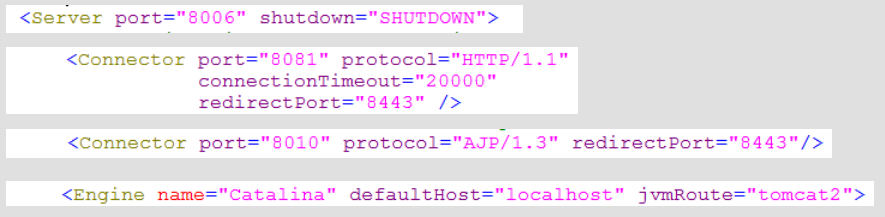 <Server port="8006" shutdown="SHUTDOWN">
<Connector port="8081" protocol="HTTP/1.1"
connectionTimeout="20000"
redirectPort="8443" />
<Connector port="8010" protocol="AJP/1.3" redirectPort="8443"/>
<Engine name="Catalina" defaultHost="localhost" jvmRoute="tomcat2">